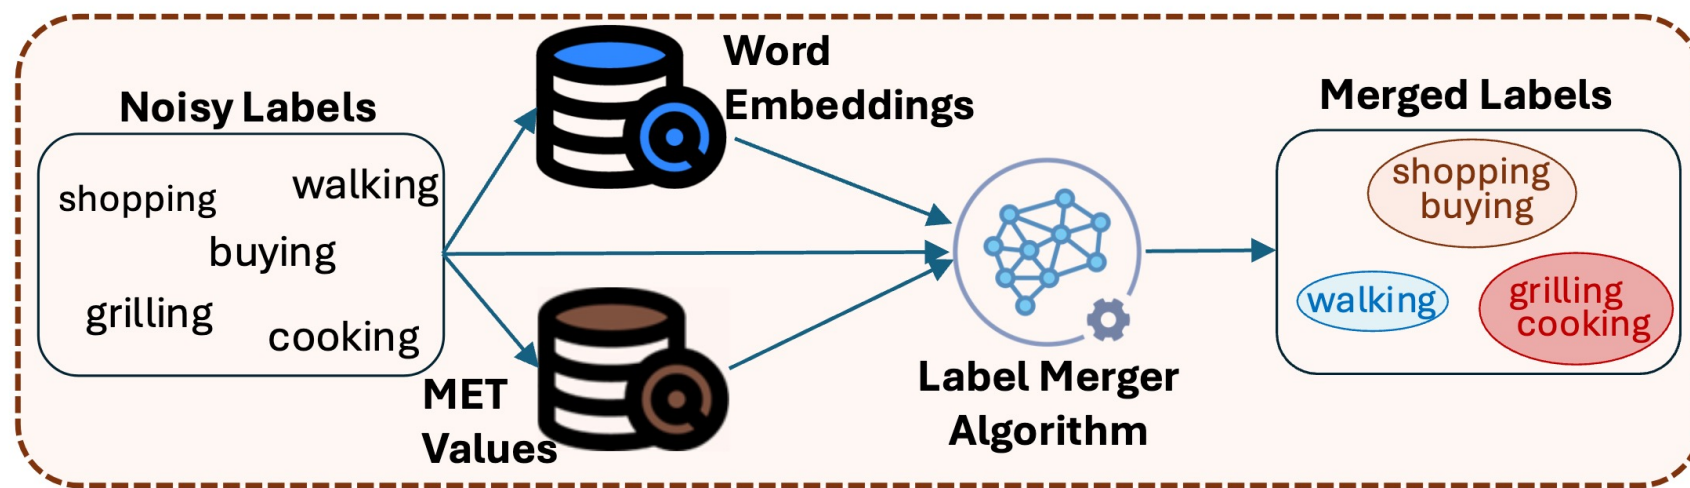 Noisy Labels
shopping
walking
buying
grilling
cooking
Word
Embeddings
MET
Values
Label Merger
Algorithm
Merged Labels
shopping
buying
walking
grilling
cooking